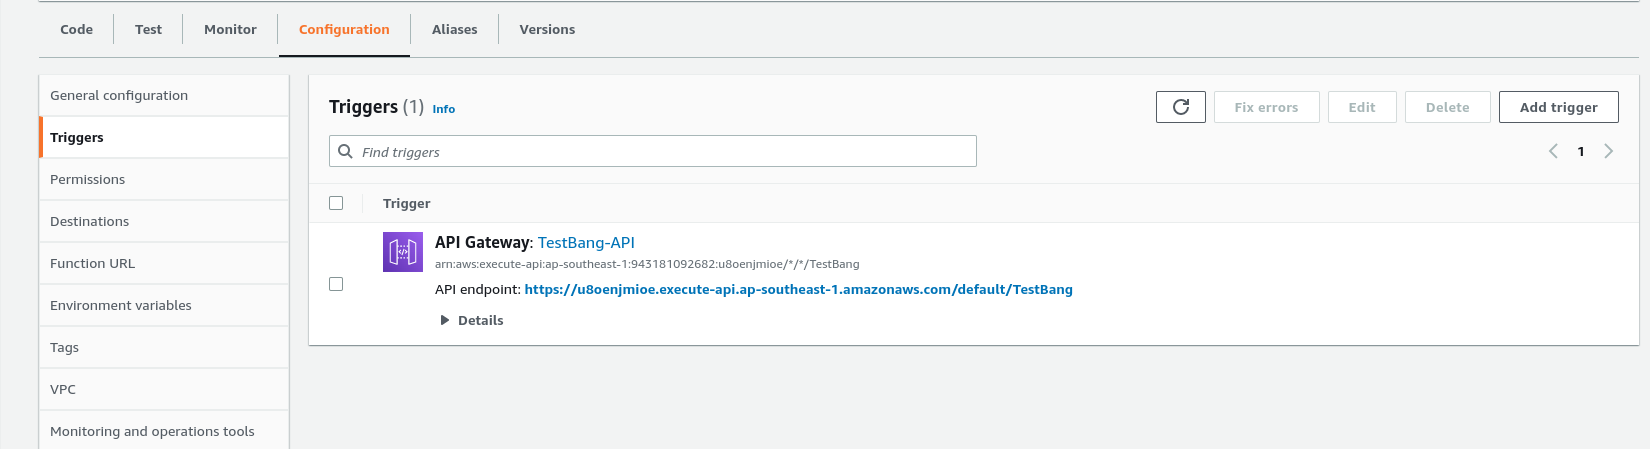 Code Test Monitor Configuration Aliases Versions
General configuration
Triggers
Permissions
Destinations
Function URL
Environment variables
Tags
VPC
Monitoring and operations tools
Triggers (1) Info
Fix errors Edit Delete Add trigger
Find triggers
1
Trigger
API Gateway: TestBang-API
arn:aws:execute-api:ap-southeast-1:943181092682:u8oenjmioe/*/*/TestBang
API endpoint: https://u8oenjmioe.execute-api.ap-southeast-1.amazonaws.com/default/TestBang
Details